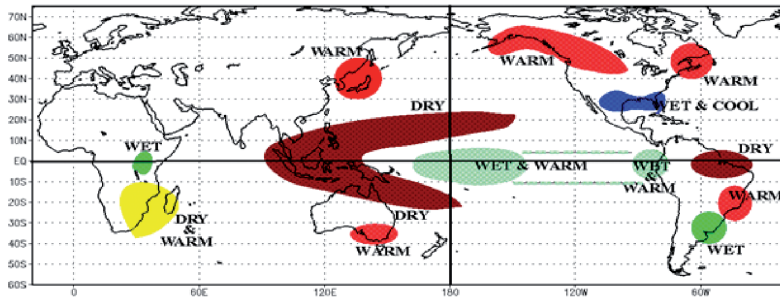 70N
60N
WARM
50N
WARM
WARM
40N
30N
DRY
WET & COOL
20N
10N
WET
DRY
E0
WET & WARM
WET
&
WARM
10S
WARM
20S
DRY
&
WARM
DRY
30S
WET
40S
WARM
50S
60S
0
60E
120E
180
120W
60W